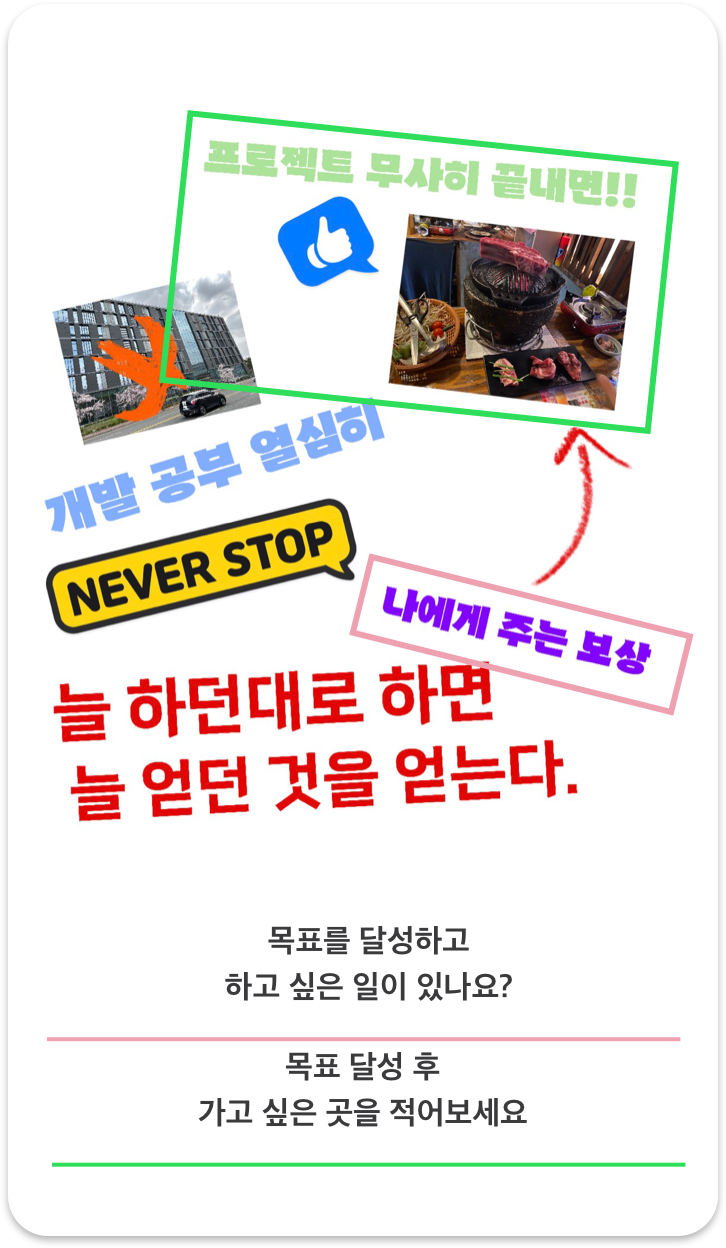 프로젝트 무사히 끝내면!!
개발 공부 열심히
NEVER STOP
나에게 주는 보상
늘 하던대로 하면
늘 얻던 것을 얻는다.
목표를 달성하고
하고 싶은 일이 있나요?
목표 달성 후
가고 싶은 곳을 적어보세요